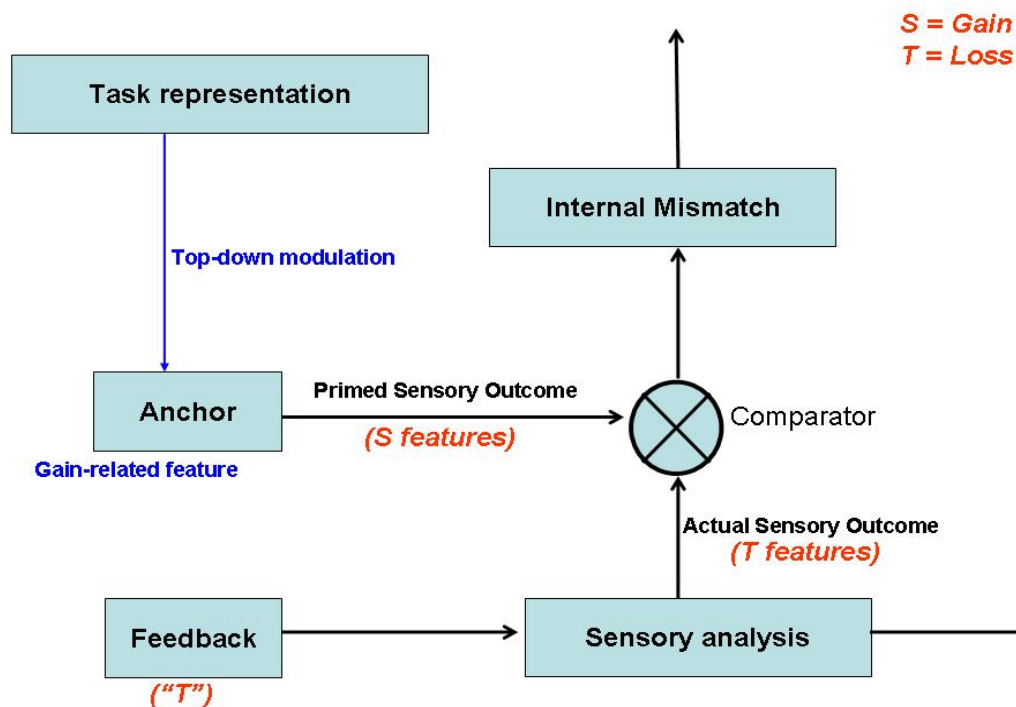 S = Gain
T = Loss
Task representation
Internal Mismatch
Top-down modulation
Anchor
Primed Sensory Outcome
(S features)
Comparator
Gain-related feature
Actual Sensory Outcome
(T features)
Feedback
Sensory analysis
(“T”)